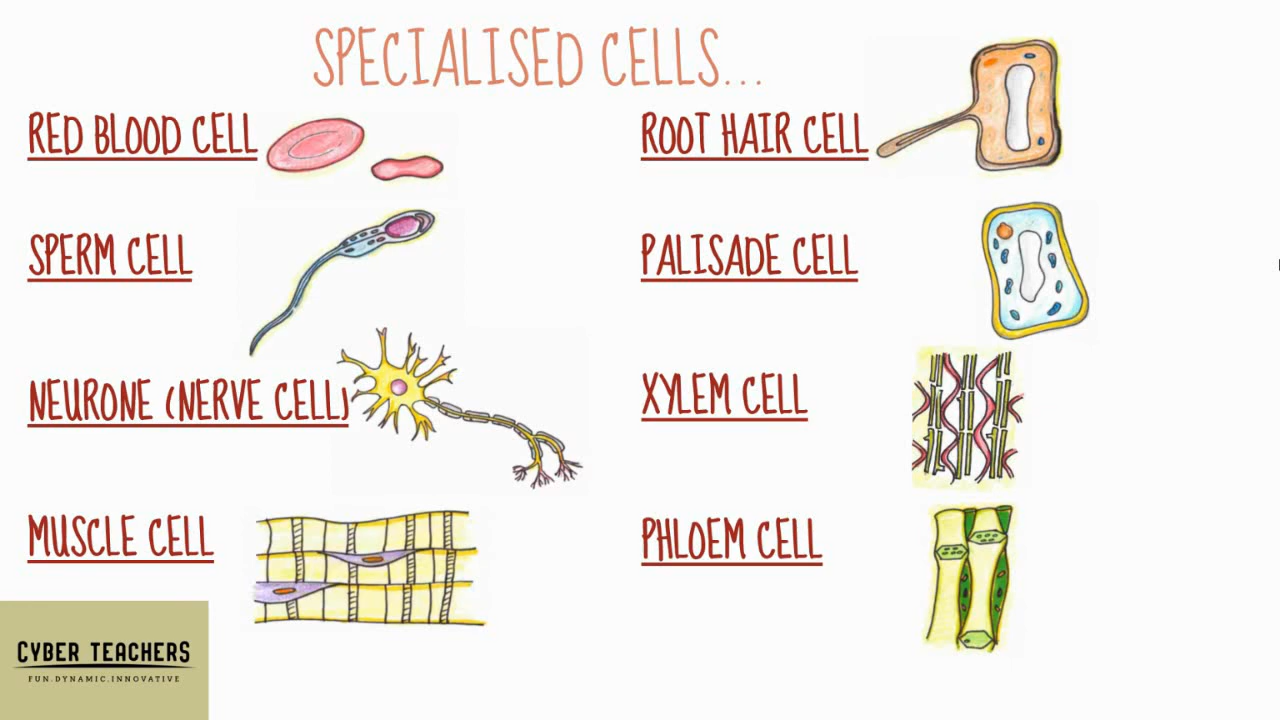 SPECIALISED CELLS...
RED BLOOD CELL
SPERM CELL
NEURONE (NERVE CELL)
MUSCLE CELL
ROOT HAIR CELL
PALISADE CELL
XYLEM CELL
PHLOEM CELL
CYBER TEACHERS
FUN.DYNAMIC.INNOVATIVE